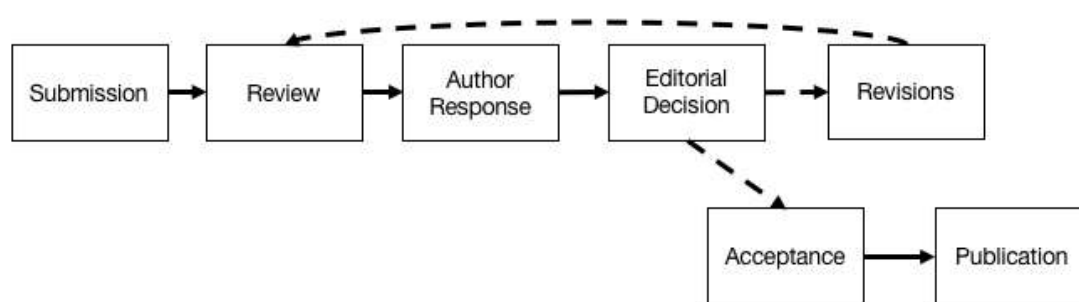 Submission
Review
Author
Response
Editorial
Decision
Revisions
Acceptance
Publication